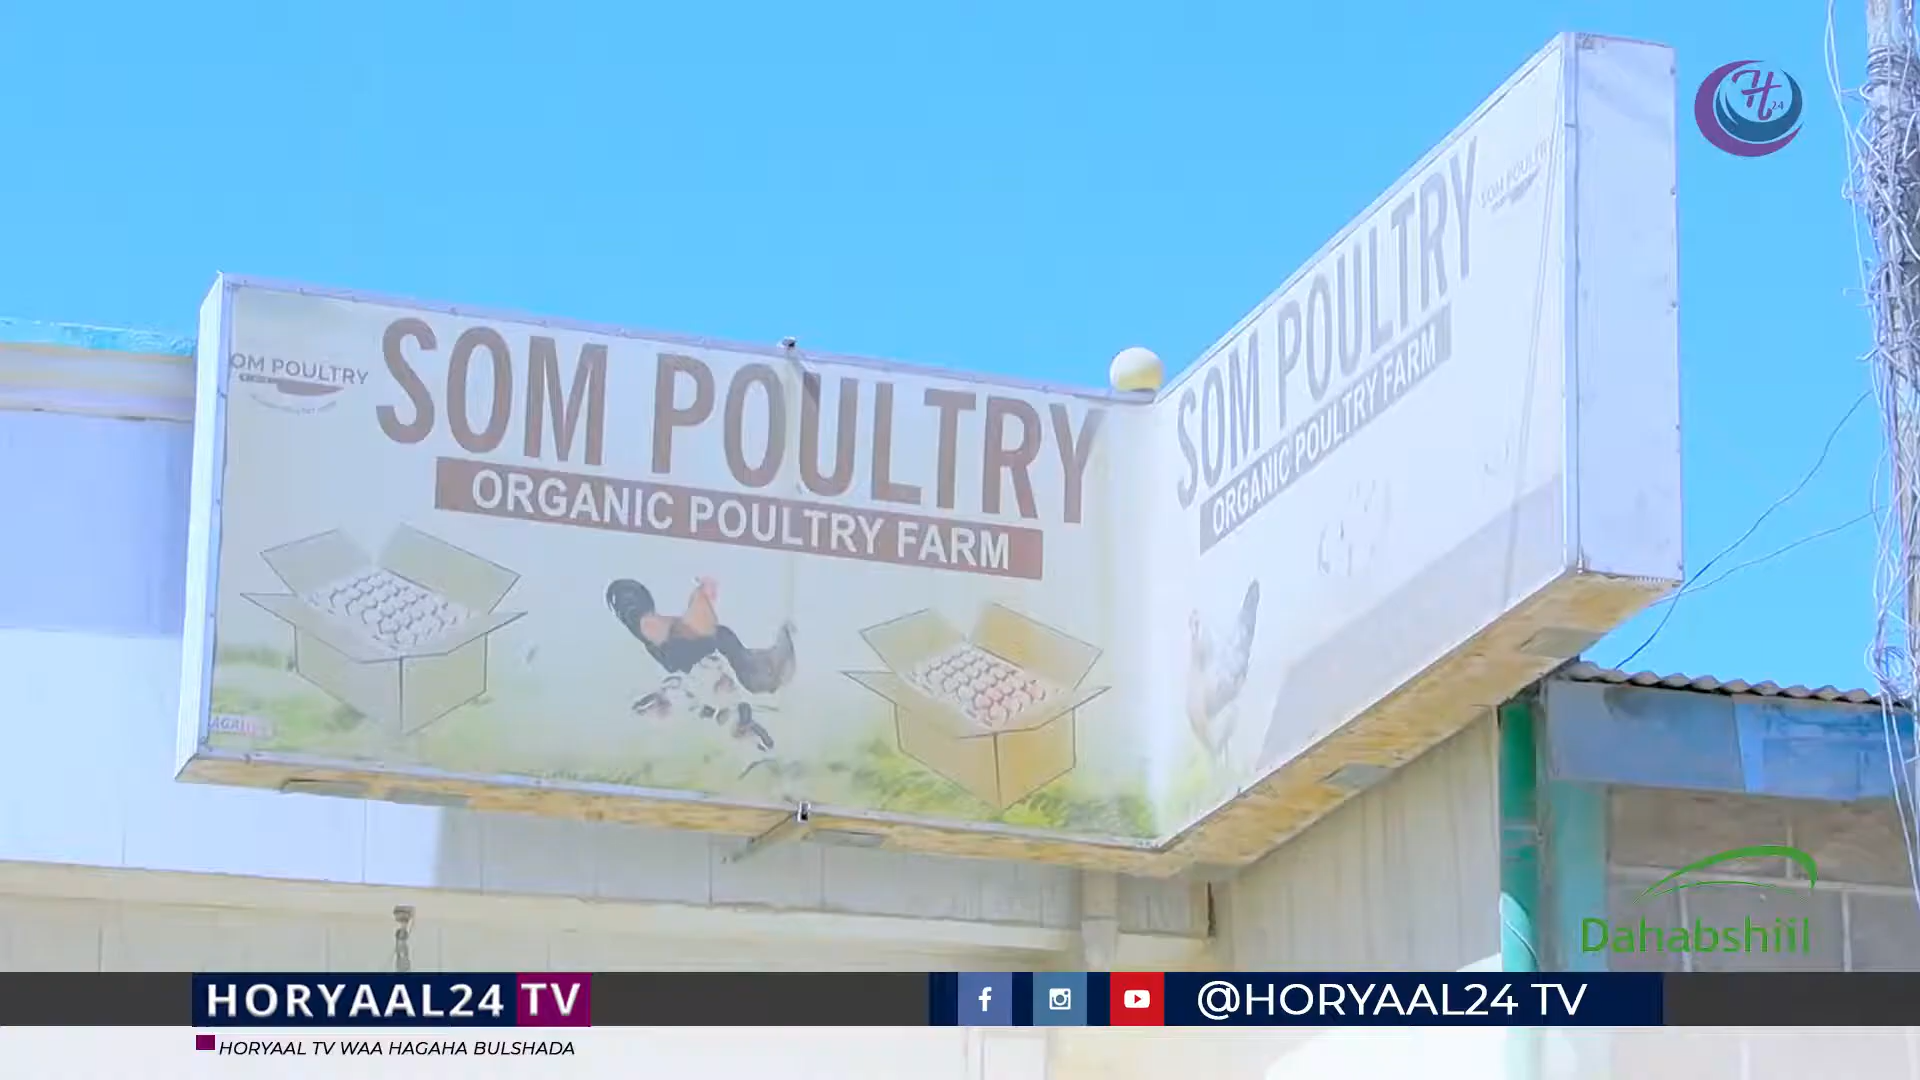 H24
OM POULTRY
SOM POULTRY
ORGANIC POULTRY FARM
SOM POULTRY
SOM POULTRY
ORGANIC POULTRY FARM
Dahabshiil
HORYAAL24 TV
@HORYAAL24 TV
HORYAAL TV WAA HAGAHA BULSHADA